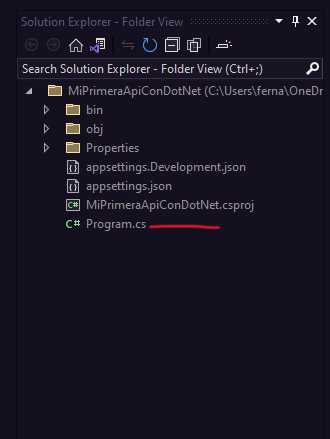 Solution Explorer - Folder View
Search Solution Explorer - Folder View (Ctrl+;)
MiPrimeraApiConDotNet (C:\Users\ferna\OneDr
bin
obj
Properties
appsettings.Development.json
appsettings.json
C# MiPrimeraApiConDotNet.csproj
C# Program.cs